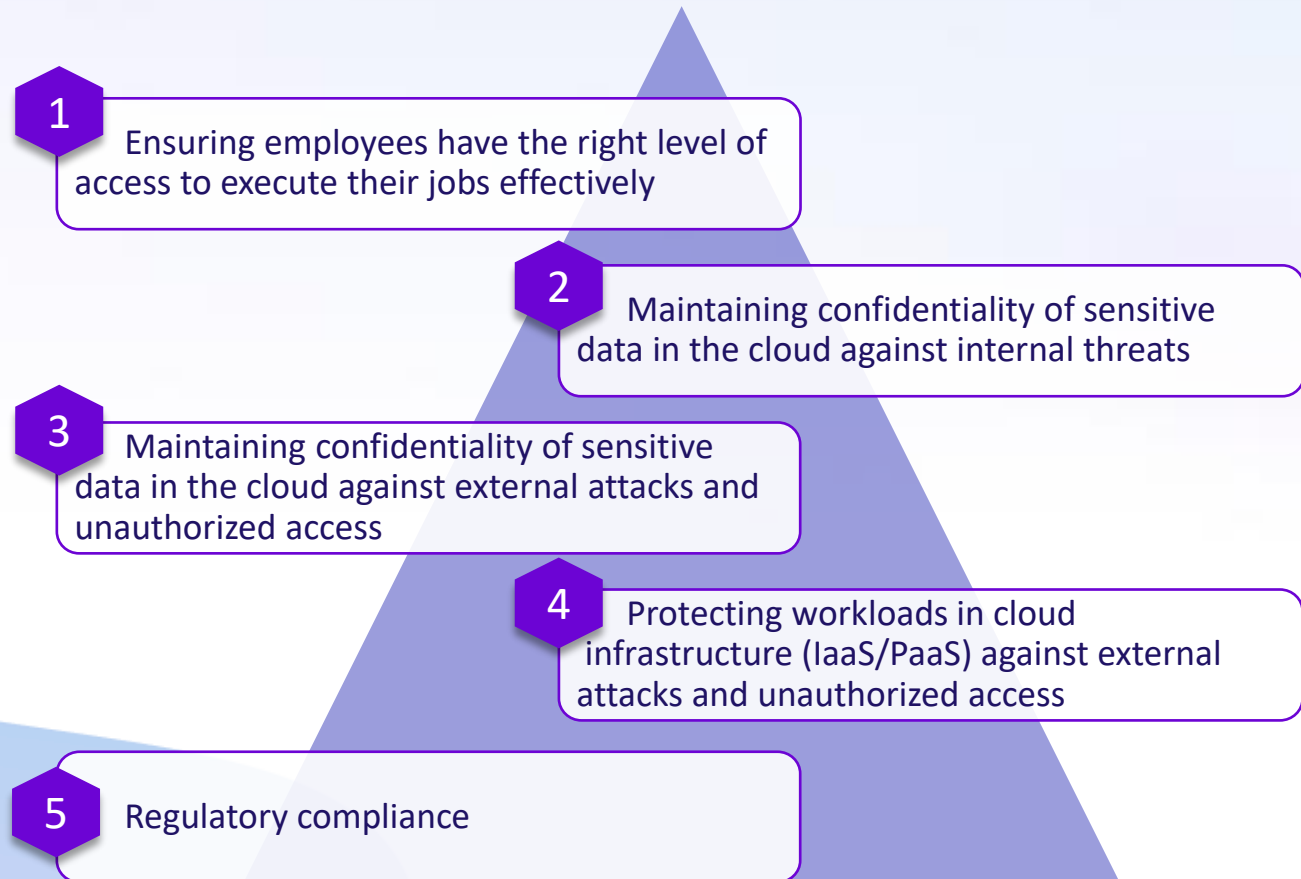 1
Ensuring employees have the right level of
access to execute their jobs effectively
2
Maintaining confidentiality of sensitive
data in the cloud against internal threats
3
Maintaining confidentiality of sensitive
data in the cloud against external attacks and
unauthorized access
4
Protecting workloads in cloud
infrastructure (IaaS/PaaS) against external
attacks and unauthorized access
5
Regulatory compliance